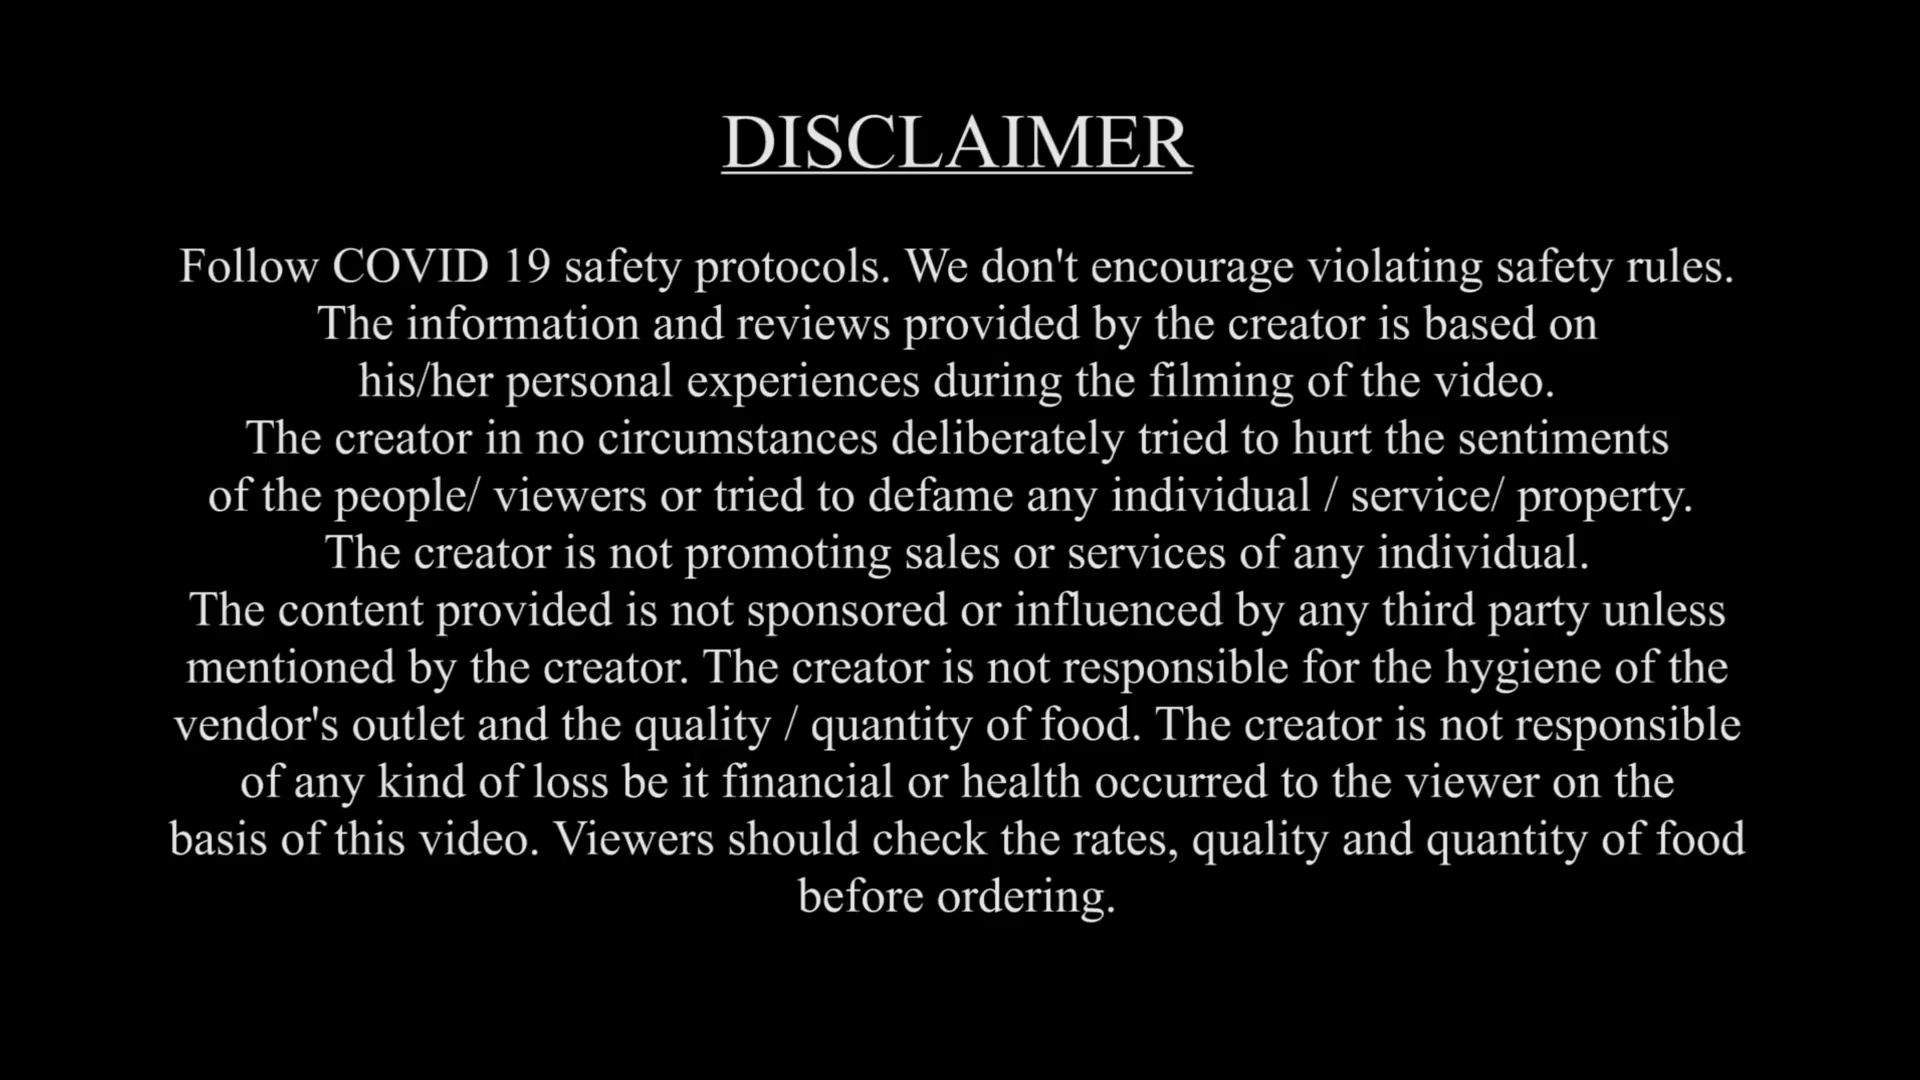 DISCLAIMER
Follow COVID 19 safety protocols. We don't encourage violating safety rules.
The information and reviews provided by the creator is based on
his/her personal experiences during the filming of the video.
The creator in no circumstances deliberately tried to hurt the sentiments
of the people/ viewers or tried to defame any individual / service/ property.
The creator is not promoting sales or services of any individual.
The content provided is not sponsored or influenced by any third party unless
mentioned by the creator. The creator is not responsible for the hygiene of the
vendor's outlet and the quality / quantity of food. The creator is not responsible
of any kind of loss be it financial or health occurred to the viewer on the
basis of this video. Viewers should check the rates, quality and quantity of food
before ordering.